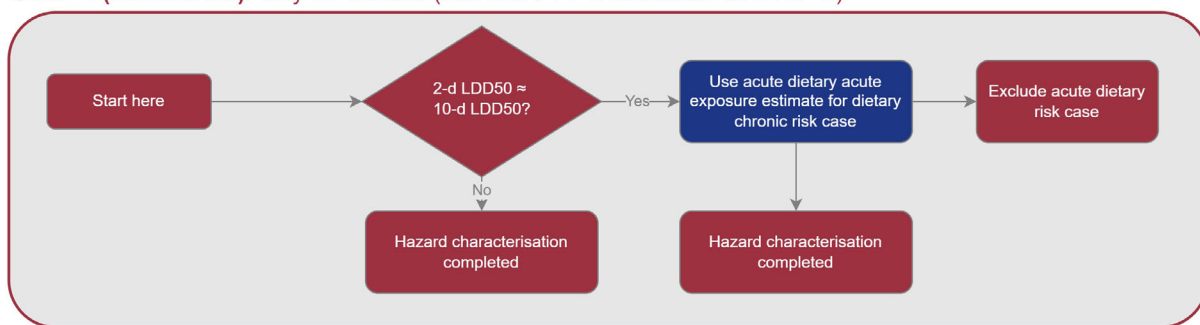 Start here
2-d LDD50 ≈
10-d LDD50?
Yes
Use acute dietary acute
exposure estimate for dietary
chronic risk case
Exclude acute dietary
risk case
No
Hazard characterisation
completed
Hazard characterisation
completed